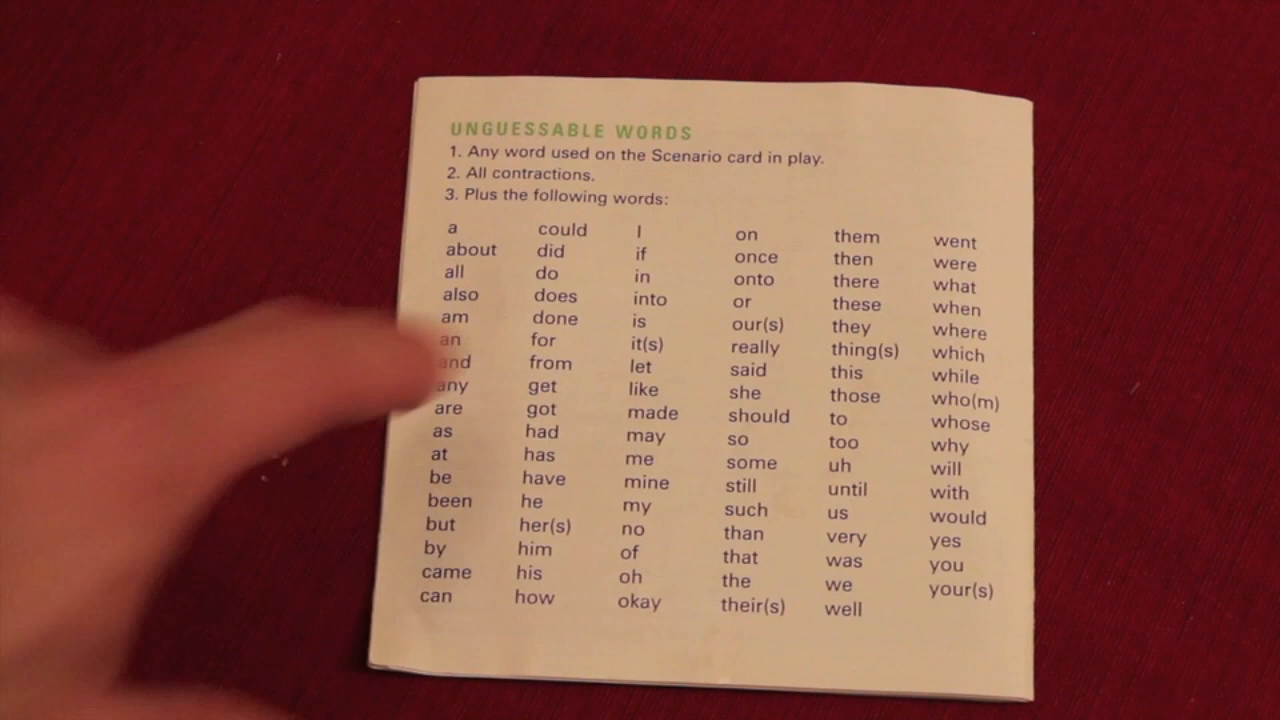 UNGUESSABLE WORDS
1. Any word used on the Scenario card in play.
2. All contractions.
3. Plus the following words:
a could I on them went
about did if once then were
all do in onto there what
also does into or these when
am done is our(s) they where
an for it(s) really thing(s) which
and from let said this while
any get like she those who(m)
are got made should to whose
as had may so too why
at has me some uh will
be have mine still until with
been he my such us would
but her(s) no than very yes
by him of that was you
came his oh the we your(s)
can how okay their(s) well